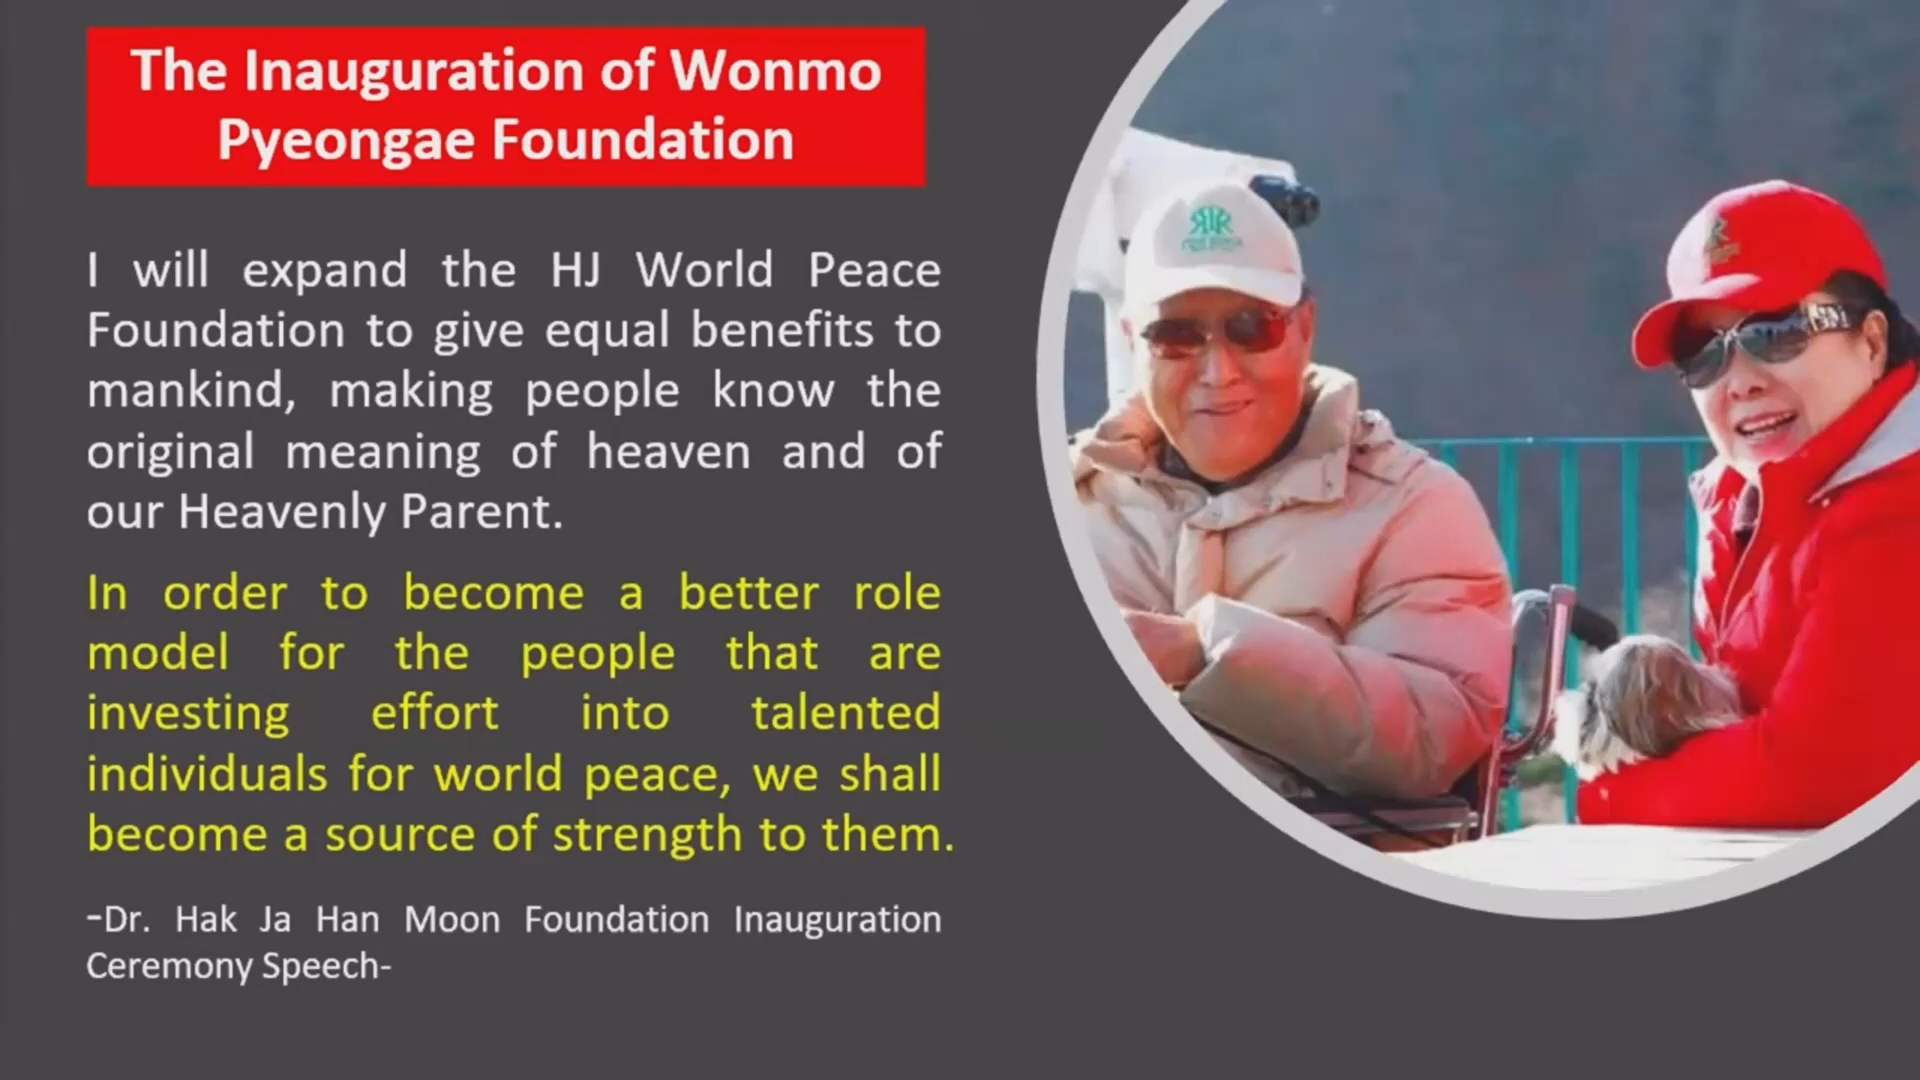 The Inauguration of Wonmo
Pyeongae Foundation
I will expand the HJ World Peace
Foundation to give equal benefits to
mankind, making people know the
original meaning of heaven and of
our Heavenly Parent.
In order to become a better role
model for the people that are
investing effort into talented
individuals for world peace, we shall
become a source of strength to them.
-Dr. Hak Ja Han Moon Foundation Inauguration
Ceremony Speech-